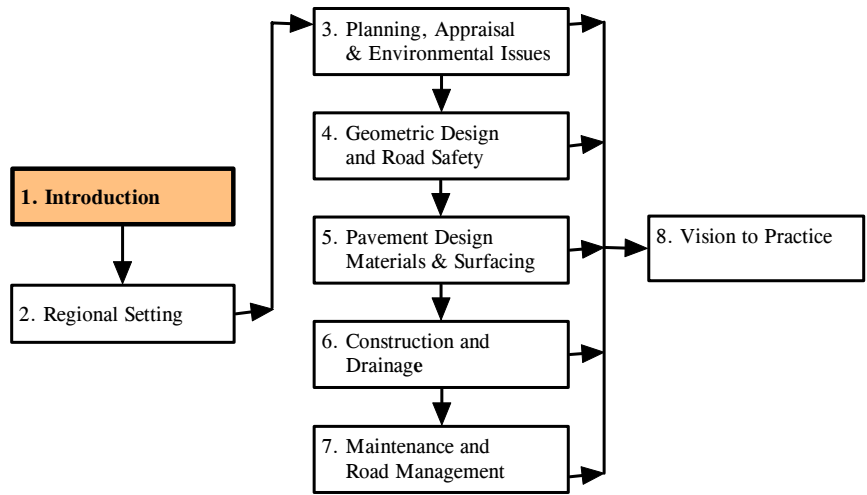 1. Introduction
2. Regional Setting
3. Planning, Appraisal
& Environmental Issues
4. Geometric Design
and Road Safety
5. Pavement Design
Materials & Surfacing
6. Construction and
Drainage
7. Maintenance and
Road Management
8. Vision to Practice